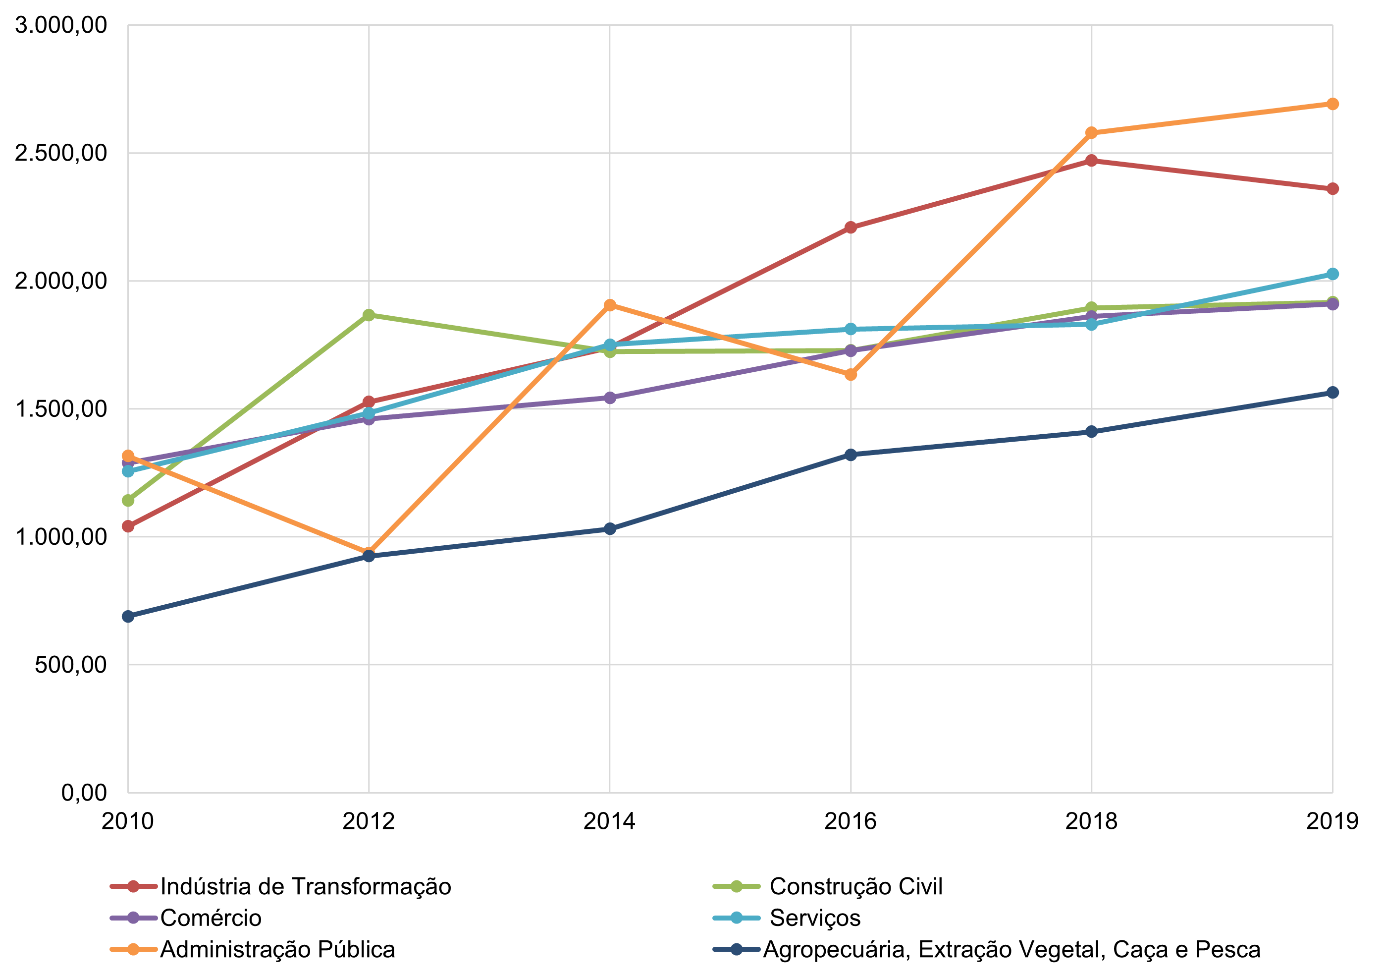 3.000,00
2.500,00
2.000,00
1.500,00
1.000,00
500,00
0,00
2010 2012 2014 2016 2018 2019
Indústria de Transformação Construção Civil
Comércio Serviços
Administração Pública Agropecuária, Extração Vegetal, Caça e Pesca